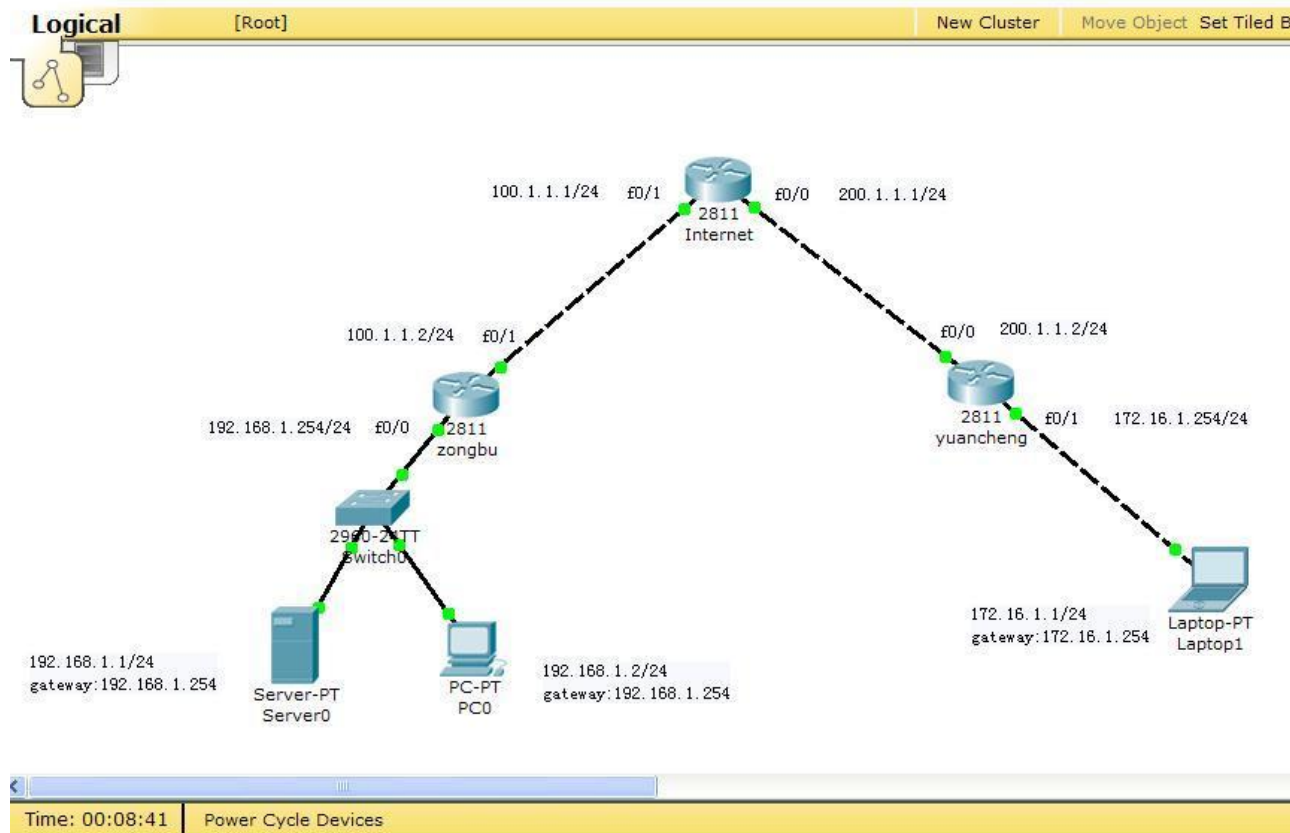 Logical
[Root]
New Cluster
Move Object
Set Tiled B
100.1.1.1/24
f0/1
f0/0
200.1.1.1/24
2811
Internet
100.1.1.2/24
f0/1
f0/0
200.1.1.2/24
192.168.1.254/24
f0/0
2811
zongbu
2811
yuancheng
f0/1
172.16.1.254/24
2960-24TT
Switch0
192.168.1.1/24
gateway:192.168.1.254
Server-PT
Server0
PC-PT
PC0
192.168.1.2/24
gateway:192.168.1.254
172.16.1.1/24
gateway:172.16.1.254
Laptop-PT
Laptop1
Time: 00:08:41
Power Cycle Devices